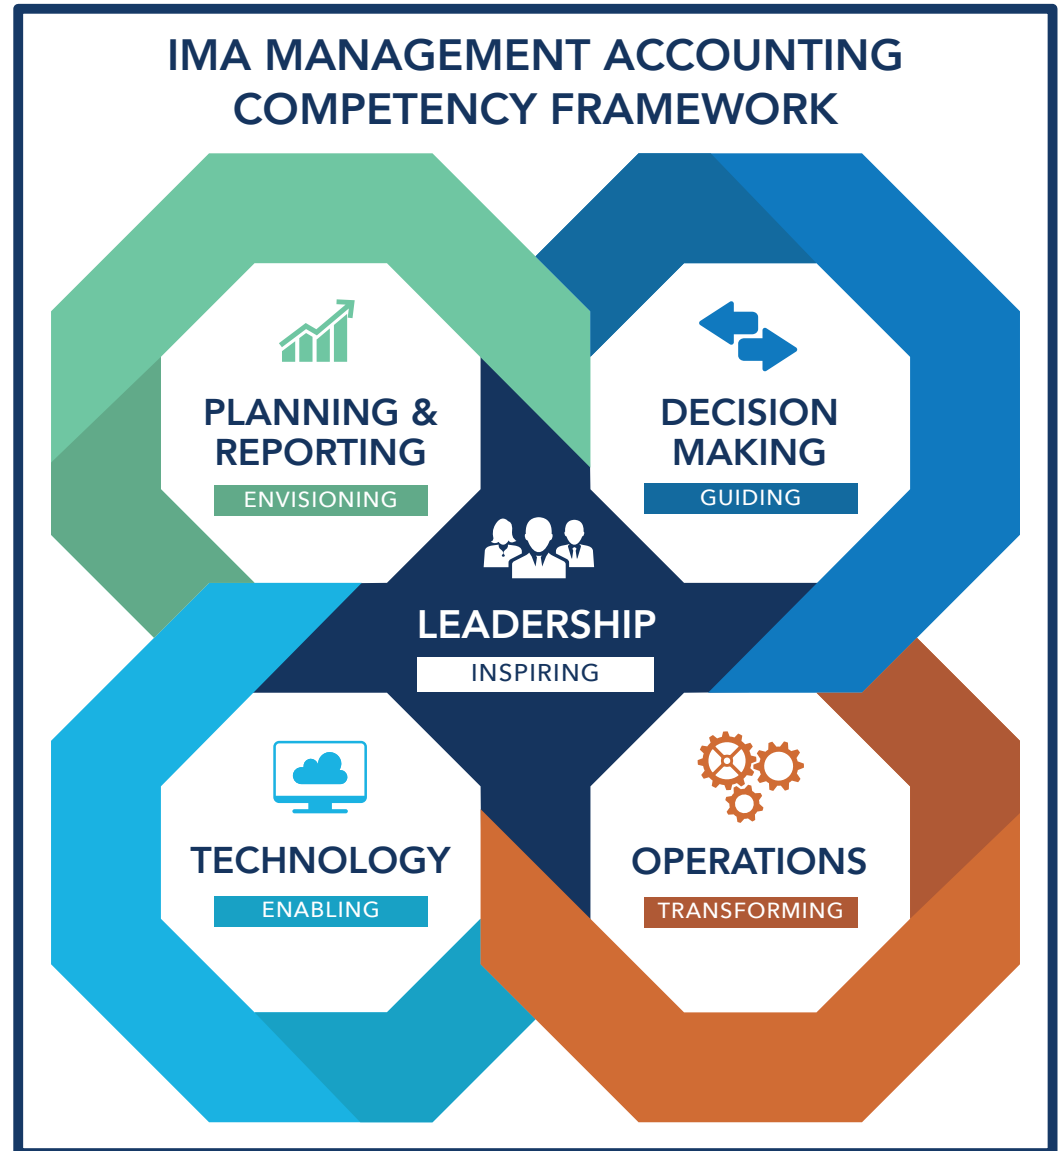 IMA MANAGEMENT ACCOUNTING
COMPETENCY FRAMEWORK
PLANNING &
REPORTING
ENVISIONING
DECISION
MAKING
GUIDING
LEADERSHIP
INSPIRING
TECHNOLOGY
ENABLING
OPERATIONS
TRANSFORMING